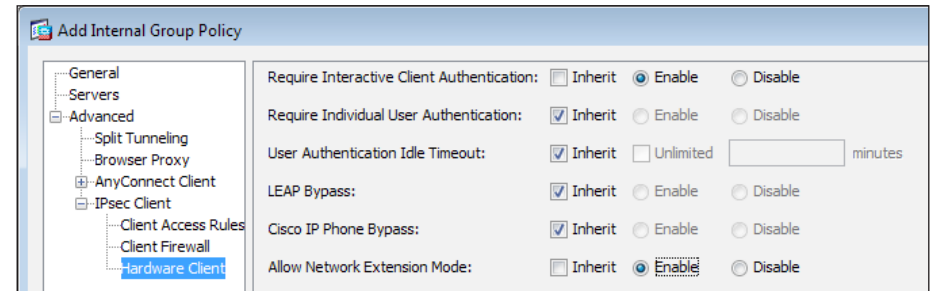 Add Internal Group Policy
General
Servers
Advanced
Split Tunneling
Browser Proxy
AnyConnect Client
IPsec Client
Client Access Rules
Client Firewall
Hardware Client
Require Interactive Client Authentication: Inherit Enable Disable
Require Individual User Authentication: Inherit Enable Disable
User Authentication Idle Timeout: Inherit Unlimited minutes
LEAP Bypass: Inherit Enable Disable
Cisco IP Phone Bypass: Inherit Enable Disable
Allow Network Extension Mode: Inherit Enable Disable